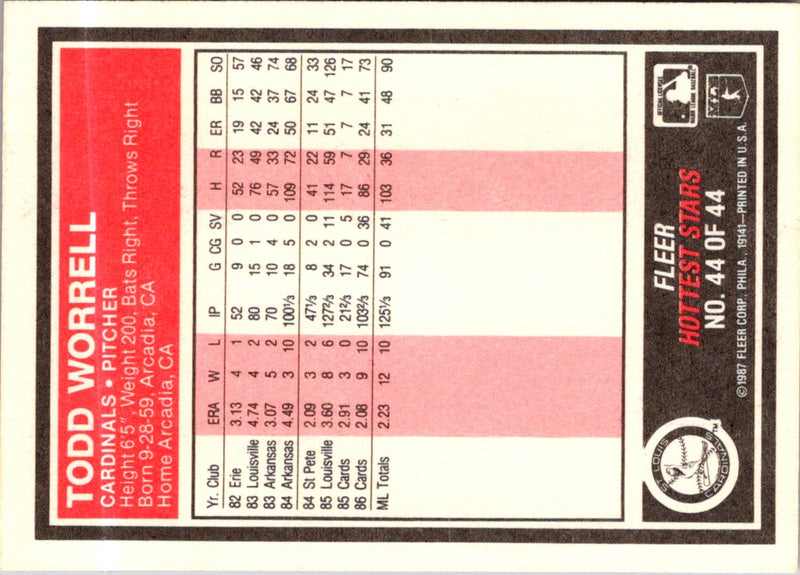 TODD WORRELL
CARDINALS • PITCHER
Height 6'5", Weight 200, Bats Right, Throws Right
Born 9-28-59, Arcadia, CA
Home Arcadia, CA
Yr. Club ERA W L IP G CG SV H R ER BB SO
82 Erie 3.13 4 1 52 9 0 0 52 23 19 15 57
83 Louisville 4.74 4 2 80 15 1 0 76 49 42 42 46
83 Arkansas 3.07 5 2 70 10 4 0 57 33 24 37 74
84 Arkansas 4.49 3 10 100⅓ 18 5 0 109 72 50 67 68
84 St Pete 2.09 3 2 47⅓ 8 2 0 41 22 11 24 33
85 Louisville 3.60 8 6 127⅔ 34 2 11 114 59 51 47 126
85 Cards 2.91 3 0 21⅔ 17 0 5 17 7 7 7 17
86 Cards 2.08 9 10 103⅔ 74 0 36 86 29 24 41 73
ML Totals 2.23 12 10 125⅓ 91 0 41 103 36 31 48 90
ST LOUIS
CARDINALS
TM
FLEER
HOTTEST STARS
NO. 44 OF 44
©1987 FLEER CORP. PHILA., 19141—PRINTED IN U.S.A.